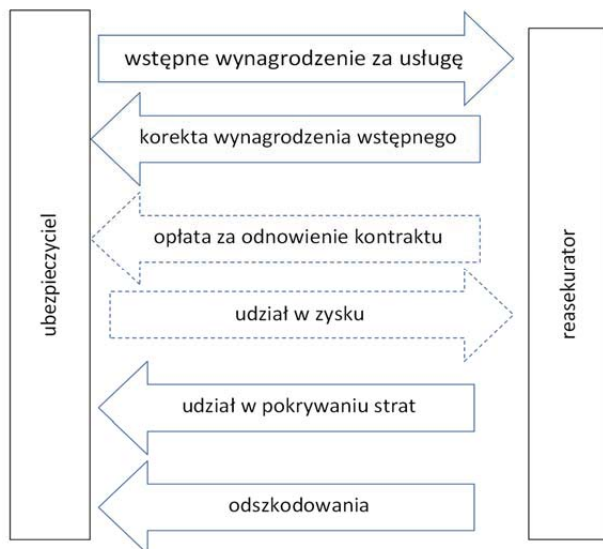 wstępne wynagrodzenie za usługę
korekta wynagrodzenia wstępnego
opłata za odnowienie kontraktu
udział w zysku
udział w pokrywaniu strat
odszkodowania
ubezpieczyciel
reasekurator